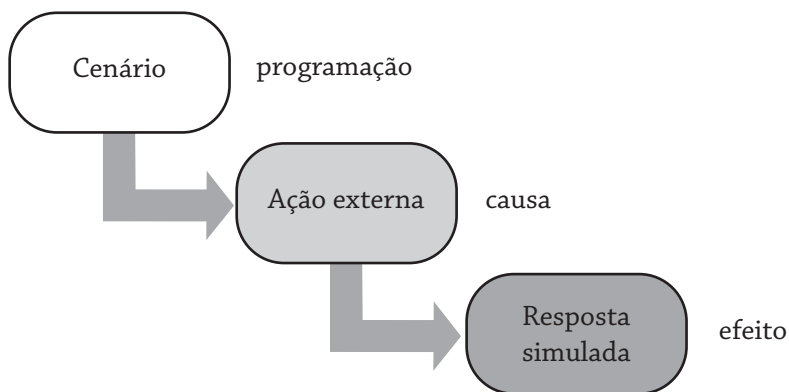 Cenário
programação
Ação externa
causa
Resposta
simulada
efeito